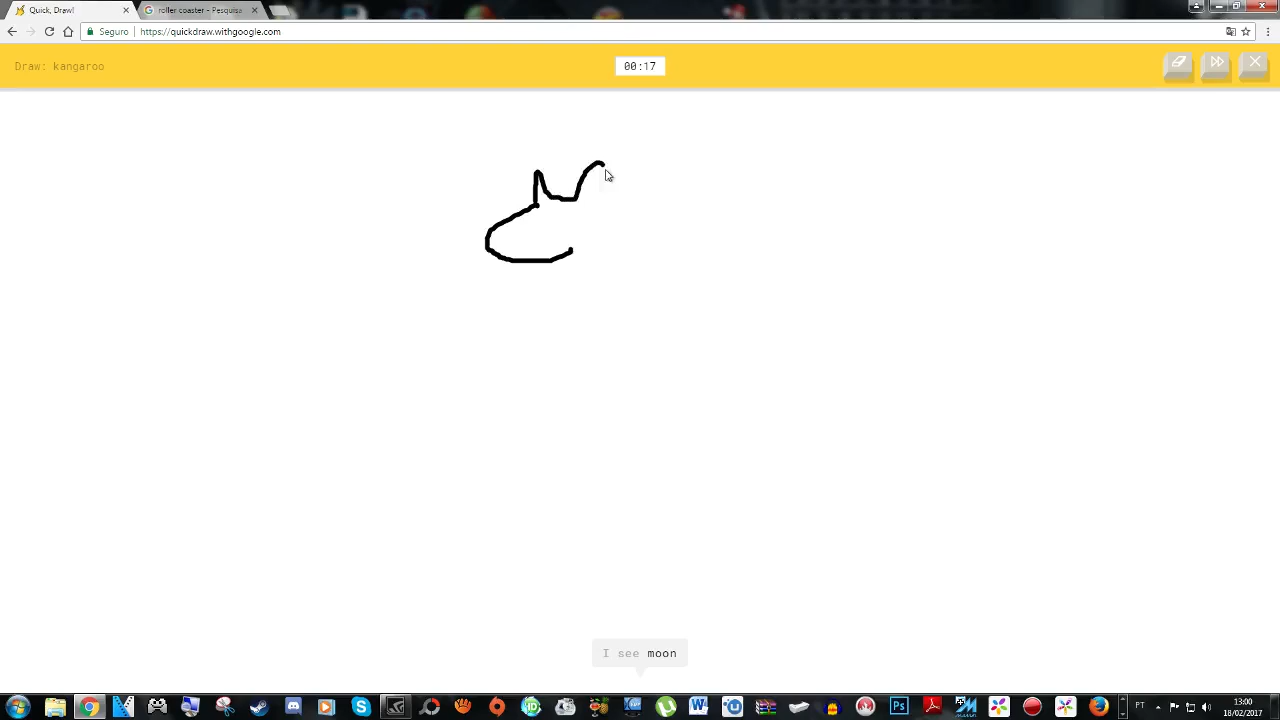 Quick, Draw!
roller coaster - Pesquisa
Seguro
https://quickdraw.withgoogle.com
Draw: kangaroo
00:17
I see moon
PT
13:00
18/02/2017